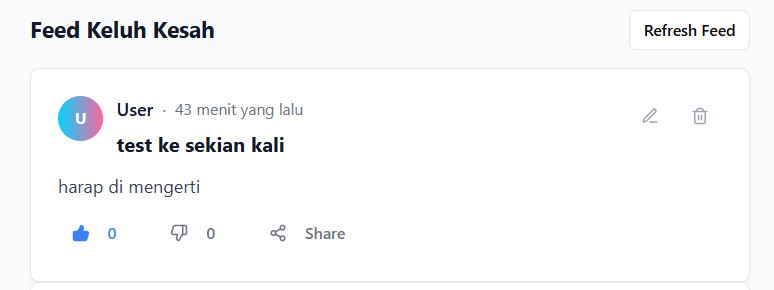 Feed Keluh Kesah
Refresh Feed
U
User · 43 menit yang lalu
test ke sekian kali
harap di mengerti
0 0 Share